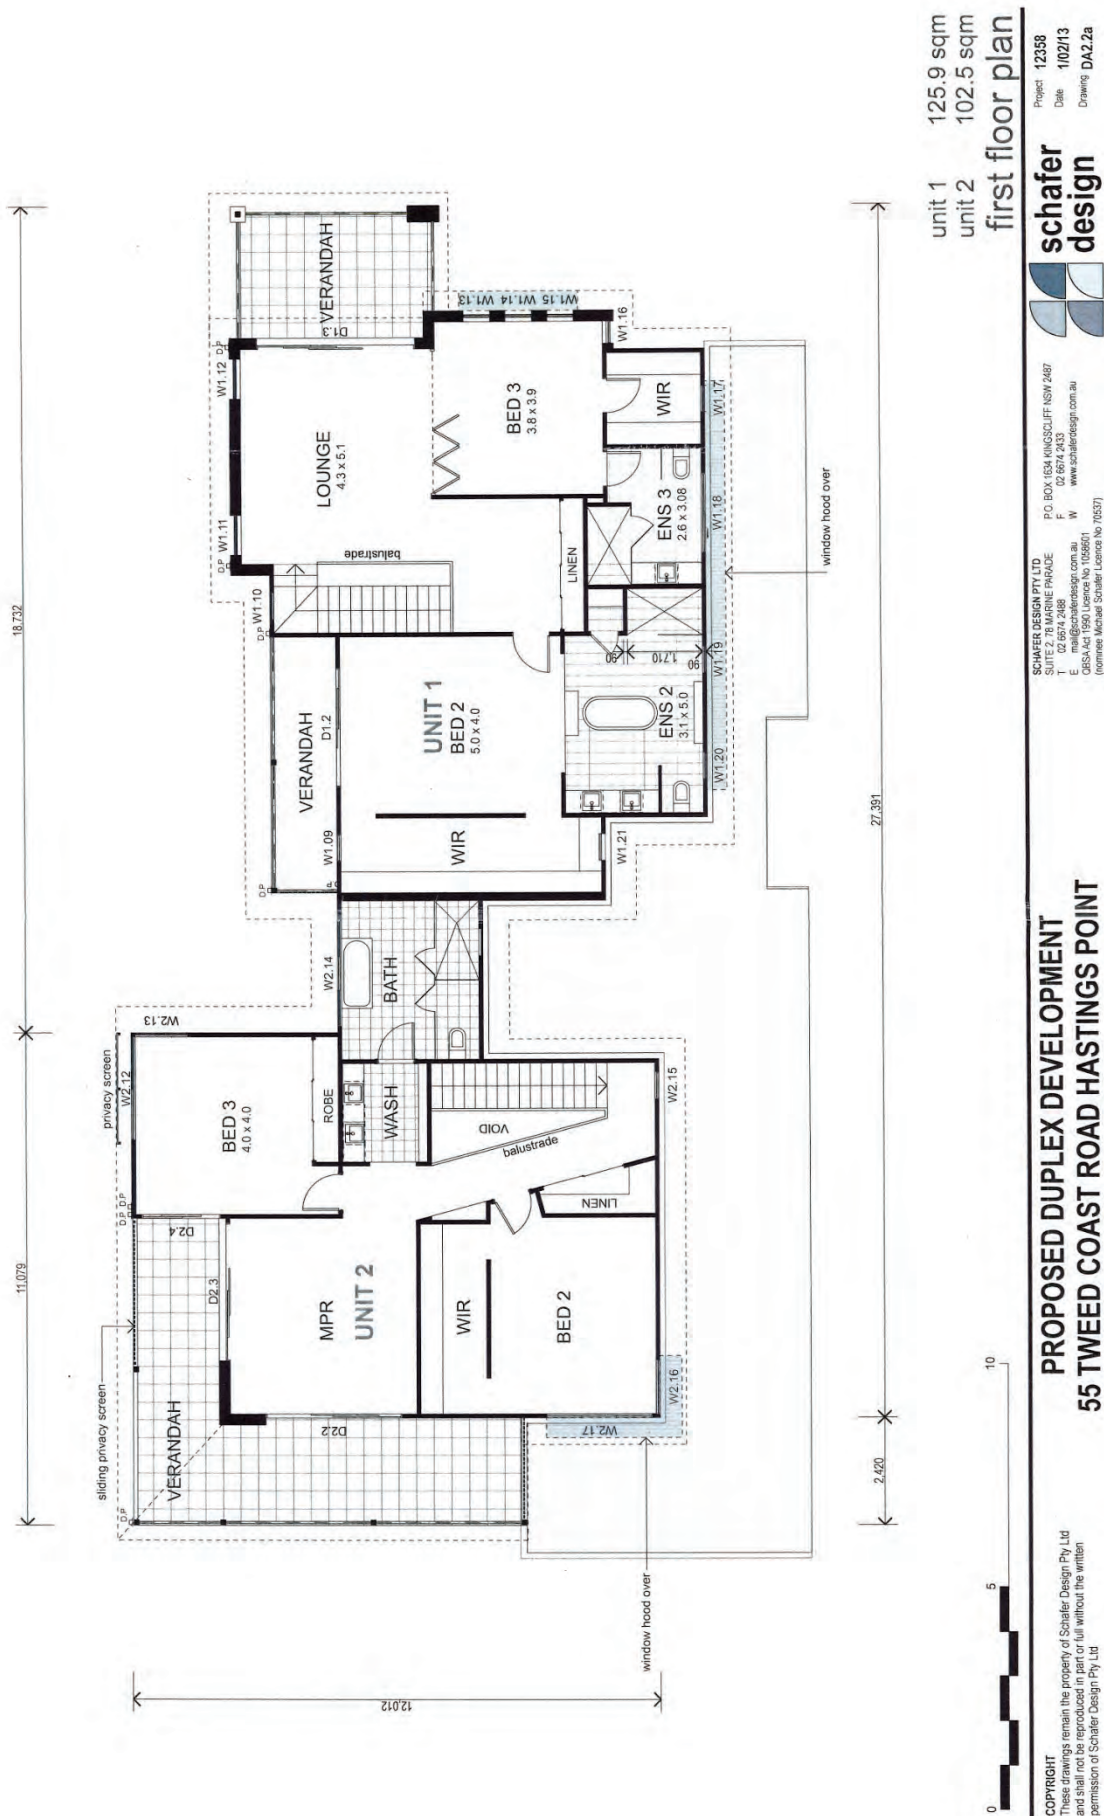 unit 1 125.9 sqm
unit 2 102.5 sqm
first floor plan
18.732
11,079
27.391
2,420
12,012
VERANDAH
D1.3
D.P
W1.12
W1.11
D.P
W1.10
D.P
LOUNGE
4.3 x 5.1
balustrade
BED 3
3.8 x 3.9
W1.13 W1.14 W1.15
W1.16
WIR
W1.17
ENS 3
2.6 x 3.08
W1.18
LINEN
window hood over
VERANDAH
D1.2
W1.09
D.P
UNIT 1
BED 2
5.0 x 4.0
WIR
ENS 2
3.1 x 5.0
90
1,710
90
W1.19
W1.20
W1.21
W2.14
BATH
WASH
privacy screen
W2.12
W2.13
BED 3
4.0 x 4.0
ROBE
D.P D.P
D2.4
D2.3
VOID
balustrade
W2.15
LINEN
MPR
UNIT 2
WIR
BED 2
W2.16
W2.17
window hood over
sliding privacy screen
VERANDAH
D2.2
D.P
0 5 10
COPYRIGHT
These drawings remain the property of Schafer Design Pty Ltd
and shall not be reproduced in part or full without the written
permission of Schafer Design Pty Ltd
PROPOSED DUPLEX DEVELOPMENT
55 TWEED COAST ROAD HASTINGS POINT
SCHAFER DESIGN PTY LTD
SUITE 2, 78 MARINE PARADE P.O. BOX 1634 KINGSCLIFF NSW 2487
T 02 6674 2488 F 02 6674 2433
E mail@schaferdesign.com.au W www.schaferdesign.com.au
QBSA Act 1990 Licence No 1058601
(nominee Michael Schafer Licence No 70537)
schafer
design
Project 12358
Date 1/02/13
Drawing DA2.2a